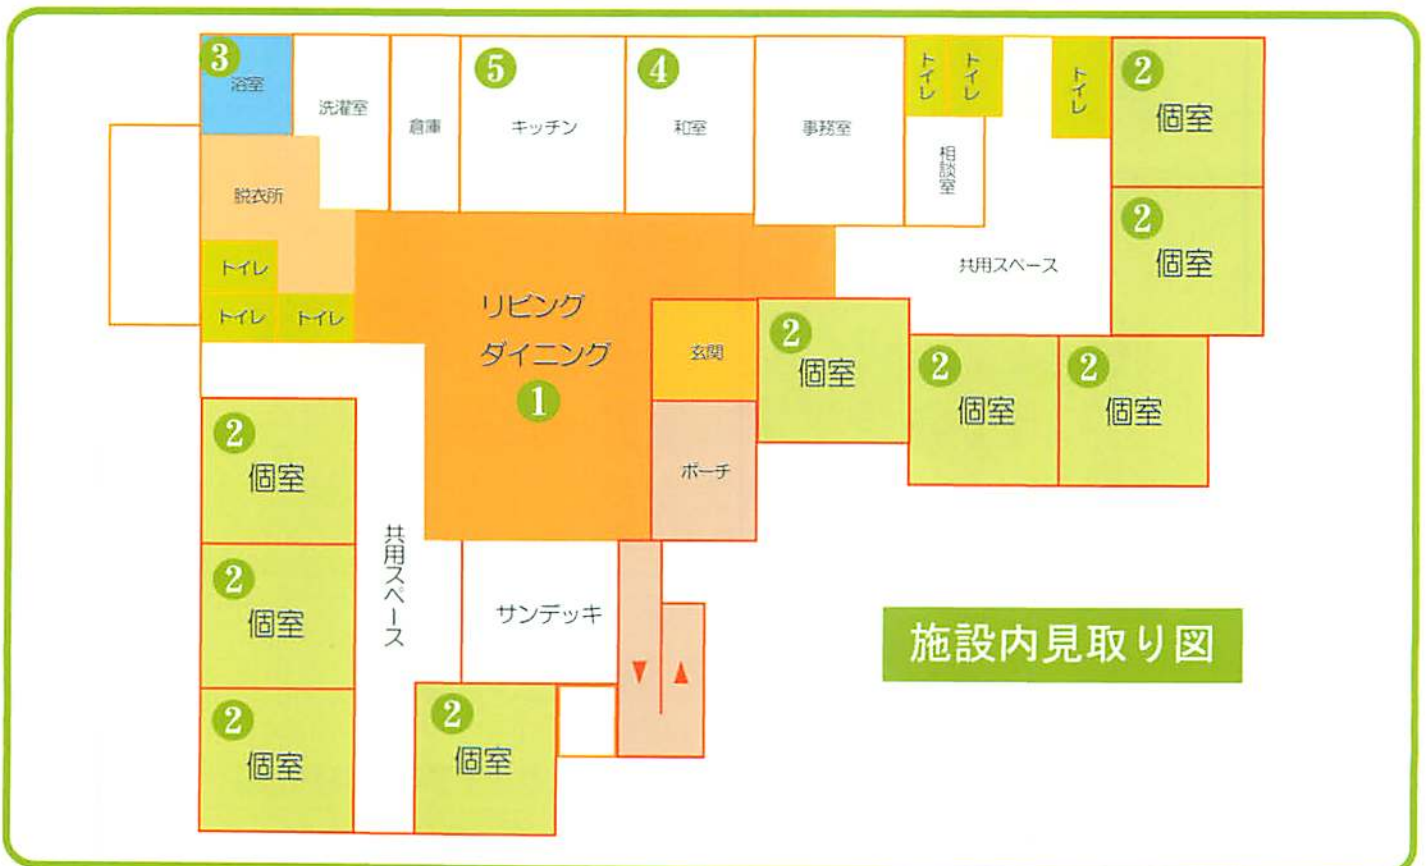 3
浴室
洗濯室
倉庫
5
キッチン
4
和室
事務室
トイレ
トイレ
トイレ
2
個室
相談室
脱衣所
2
個室
トイレ
トイレ
トイレ
リビング
ダイニング
1
共用スペース
玄関
2
個室
2
個室
2
個室
ポーチ
2
個室
共用スペース
2
個室
サンデッキ
2
個室
2
個室
施設内見取り図